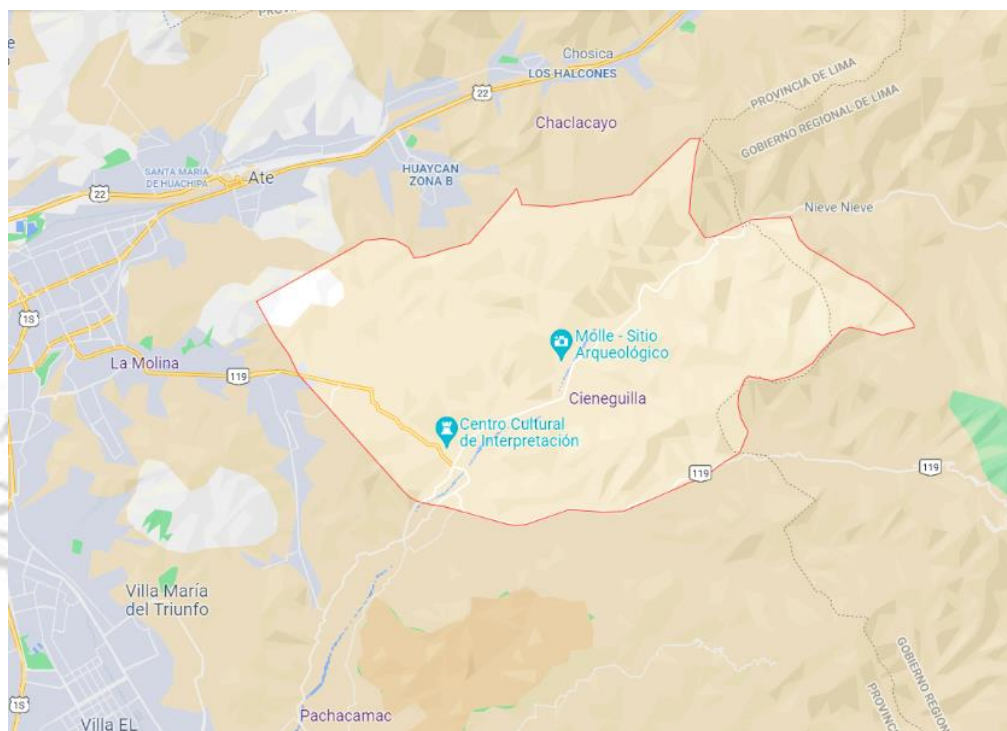 PROVINCIA DE LIMA
GOBIERNO REGIONAL DE LIMA
Chosica
LOS HALCONES
22
Chaclacayo
SANTA MARIA
DE HUACHIPA
Ate
HUAYCAN
ZONA B
22
Nieve Nieve
1S
La Molina
119
Mólle - Sitio
Arqueológico
Cieneguilla
Centro Cultural
de Interpretación
119
119
Villa María
del Triunfo
1S
Villa EL
Pachacamac
GOBIERNO REGIONAL